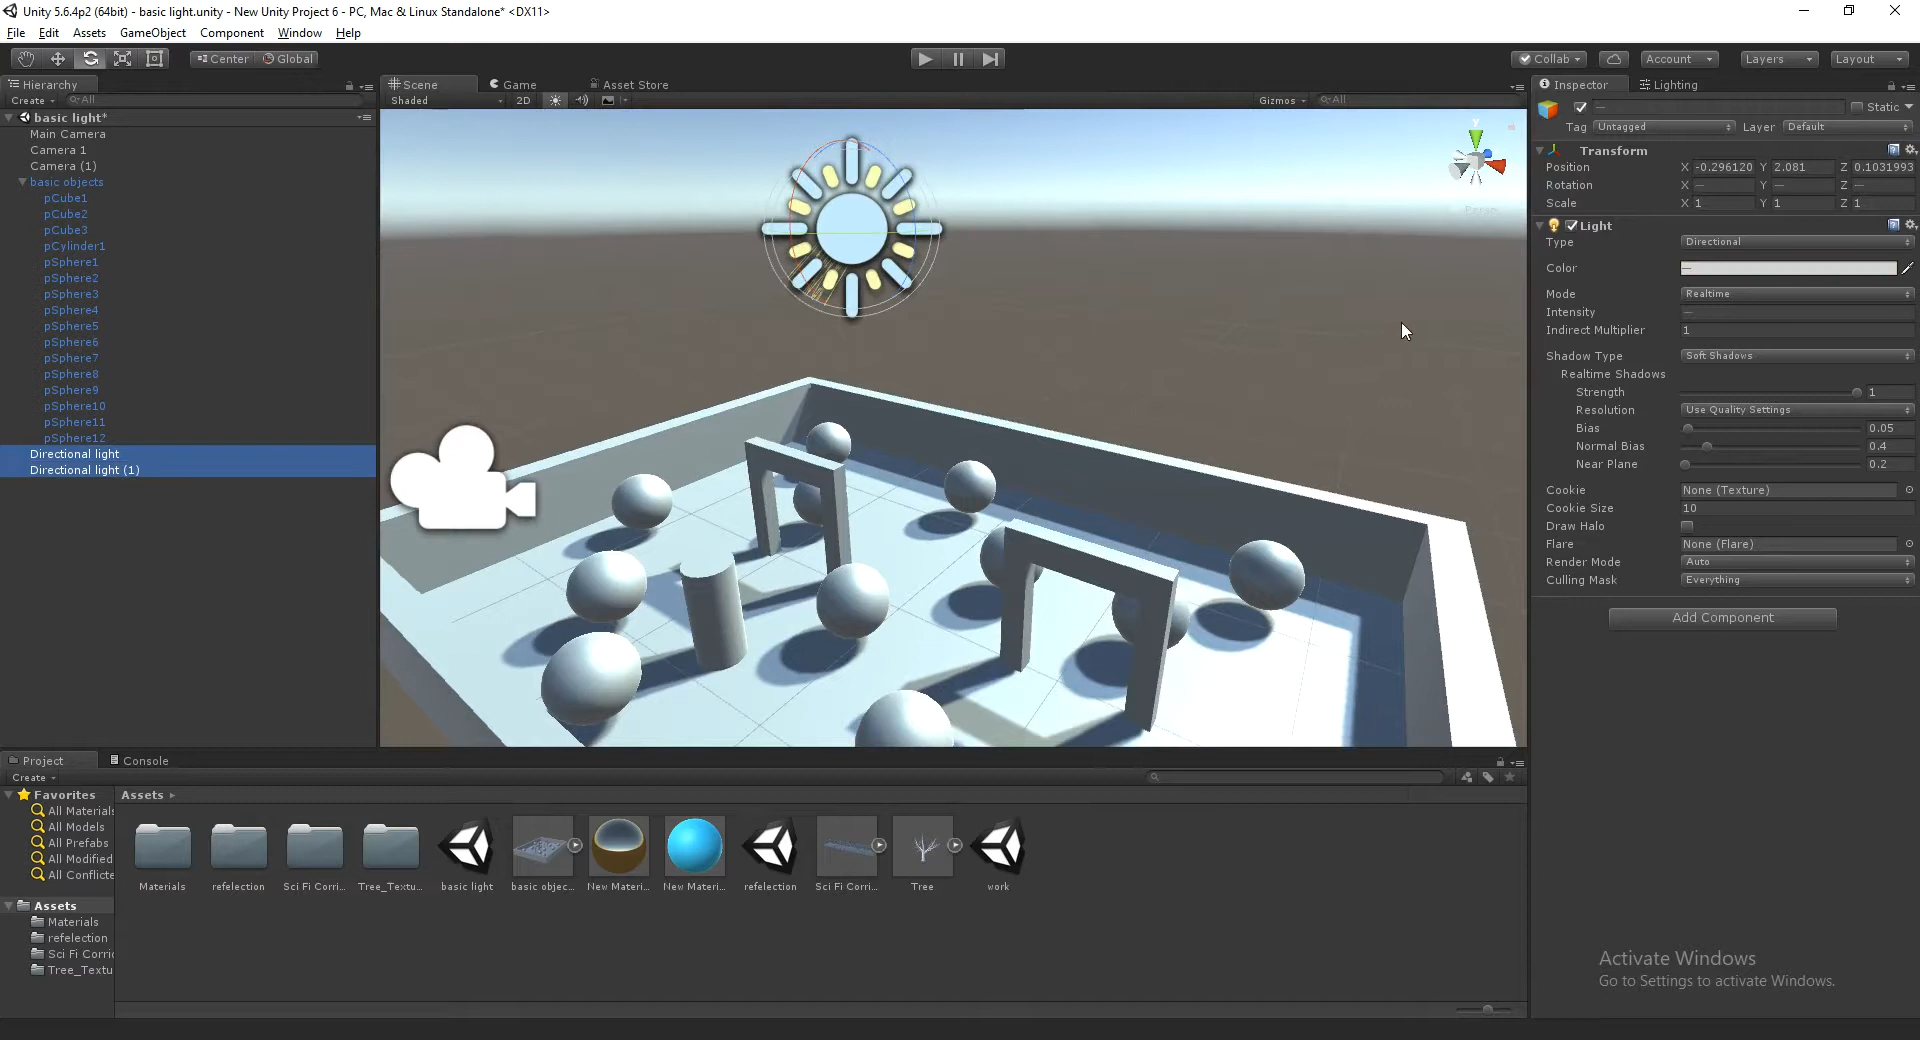 Unity 5.6.4p2 (64bit) - basic light.unity - New Unity Project 6 - PC, Mac & Linux Standalone* <DX11>
File Edit Assets GameObject Component Window Help
Center Global Collab Account Layers Layout
Hierarchy
Create All
basic light*
Main Camera
Camera 1
Camera (1)
basic objects
pCube1
pCube2
pCube3
pCylinder1
pSphere1
pSphere2
pSphere3
pSphere4
pSphere5
pSphere6
pSphere7
pSphere8
pSphere9
pSphere10
pSphere11
pSphere12
Directional light
Directional light (1)
Scene Game Asset Store
Shaded 2D Gizmos All
y
Persp
Inspector Lighting
— Static
Tag Untagged Layer Default
Transform
Position X -0.296120 Y 2.081 Z 0.1031993
Rotation X — Y — Z —
Scale X 1 Y 1 Z 1
Light
Type Directional
Color —
Mode Realtime
Intensity —
Indirect Multiplier 1
Shadow Type Soft Shadows
Realtime Shadows
Strength 1
Resolution Use Quality Settings
Bias 0.05
Normal Bias 0.4
Near Plane 0.2
Cookie None (Texture)
Cookie Size 10
Draw Halo
Flare None (Flare)
Render Mode Auto
Culling Mask Everything
Add Component
Project Console
Create
Favorites
All Materials
All Models
All Prefabs
All Modified
All Conflicte
Assets
Materials
refelection
Sci Fi Corri
Tree_Textu
Assets
Materials refelection Sci Fi Corri... Tree_Textu... basic light basic objec... New Materi... New Materi... refelection Sci Fi Corri... Tree work
Activate Windows
Go to Settings to activate Windows.